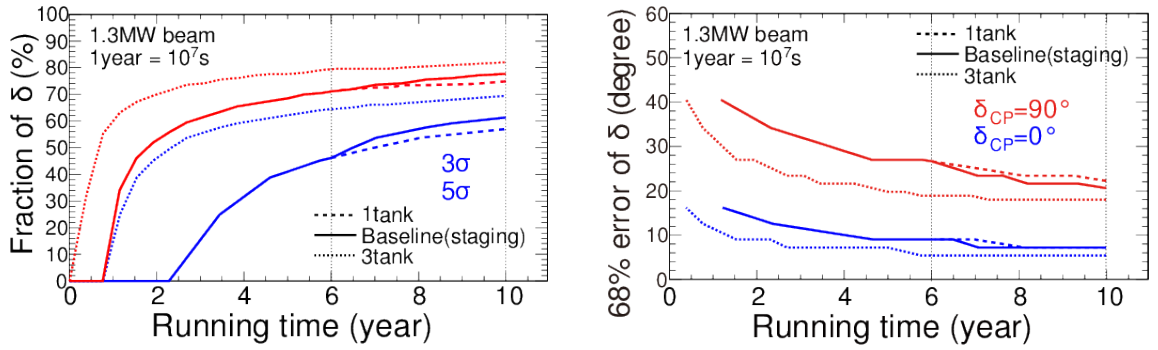 Fraction of δ (%)
100
90
80
70
60
50
40
30
20
10
0
1.3MW beam
1year = 10⁷s
3σ
5σ
1tank
Baseline(staging)
3tank
0 2 4 6 8 10
Running time (year)
68% error of δ (degree)
60
50
40
30
20
10
0
1.3MW beam
1year = 10⁷s
1tank
Baseline(staging)
3tank
δCP=90°
δCP=0°
0 2 4 6 8 10
Running time (year)